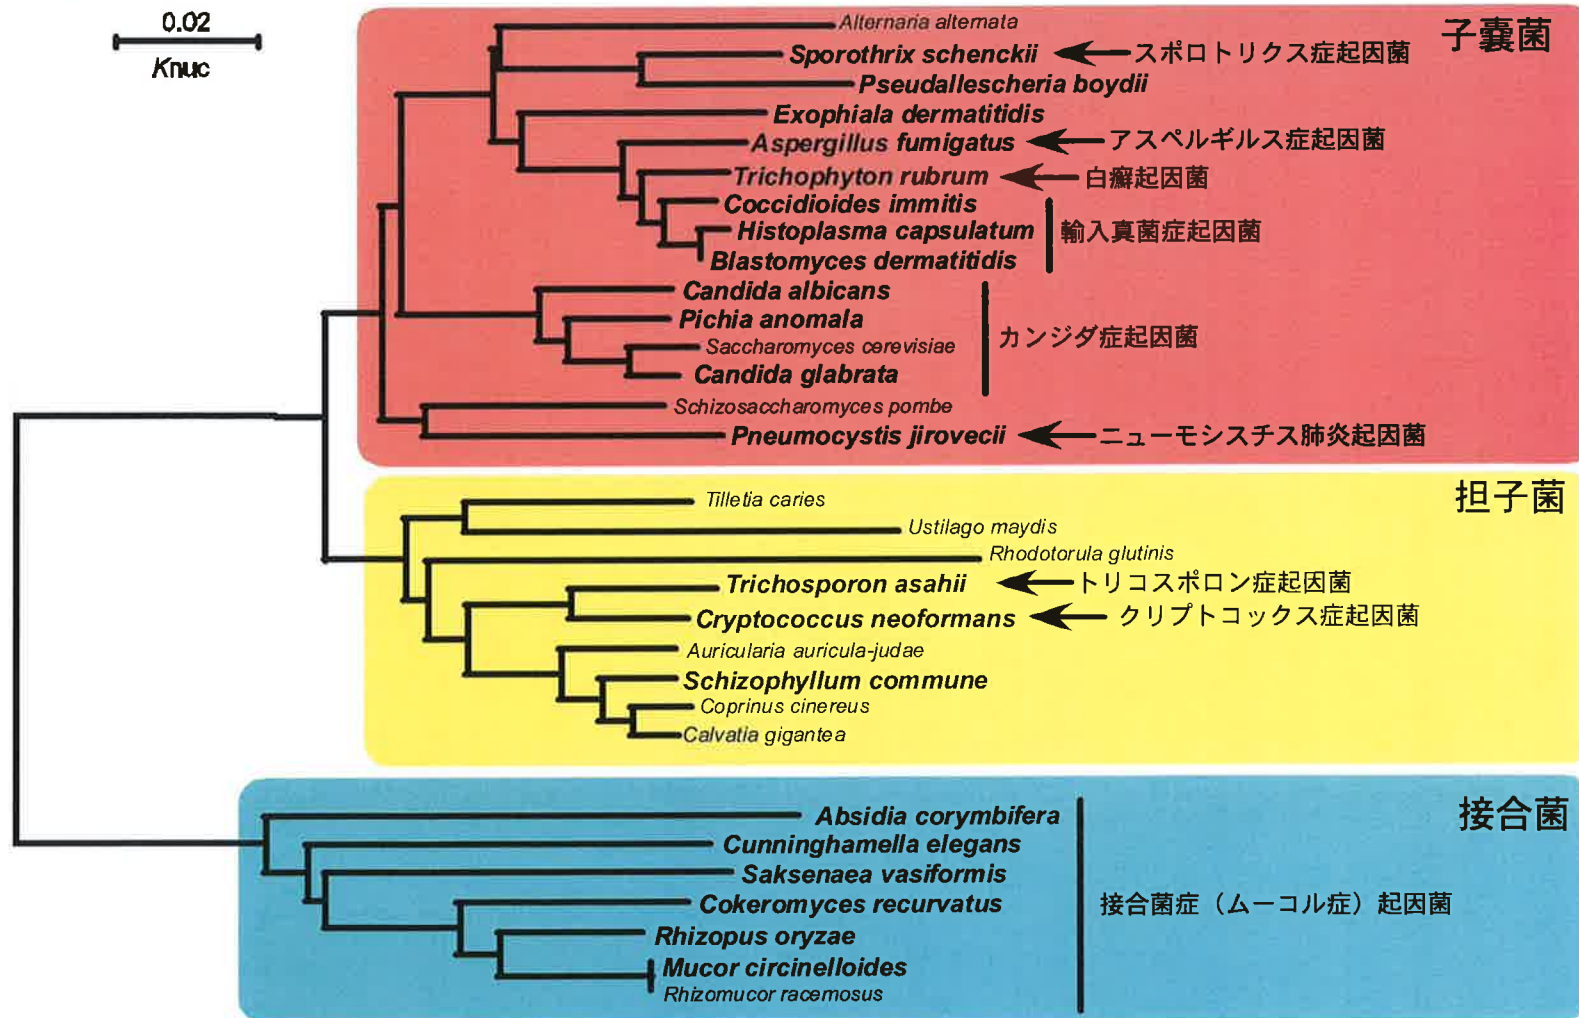 0.02
Knuc
子囊菌
Alternaria alternata
Sporothrix schenckii スポロトリクス症起因菌
Pseudallescheria boydii
Exophiala dermatitidis
Aspergillus fumigatus アスペルギルス症起因菌
Trichophyton rubrum 白癬起因菌
Coccidioides immitis
Histoplasma capsulatum 輸入真菌症起因菌
Blastomyces dermatitidis
Candida albicans
Pichia anomala
カンジダ症起因菌
Saccharomyces cerevisiae
Candida glabrata
Schizosaccharomyces pombe
Pneumocystis jirovecii ニューモシスチス肺炎起因菌
担子菌
Tilletia caries
Ustilago maydis
Rhodotorula glutinis
Trichosporon asahii トリコスポロン症起因菌
Cryptococcus neoformans クリプトコックス症起因菌
Auricularia auricula-judae
Schizophyllum commune
Coprinus cinereus
Calvatia gigantea
接合菌
Absidia corymbifera
Cunninghamella elegans
Saksenaea vasiformis
Cokeromyces recurvatus 接合菌症（ムーコル症）起因菌
Rhizopus oryzae
Mucor circinelloides
Rhizomucor racemosus